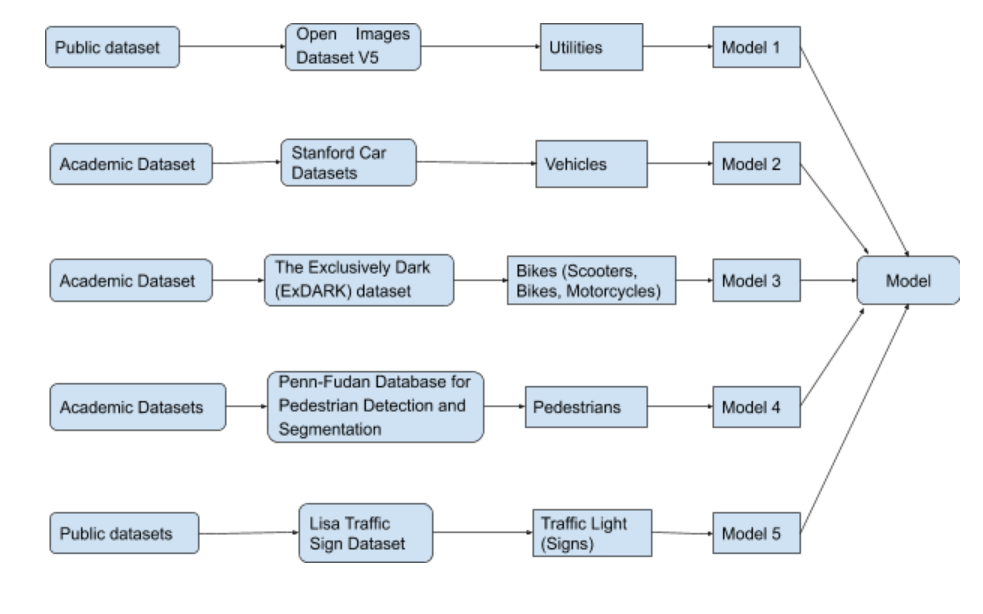 Public dataset
Open Images
Dataset V5
Utilities
Model 1
Academic Dataset
Stanford Car
Datasets
Vehicles
Model 2
Academic Dataset
The Exclusively Dark
(ExDARK) dataset
Bikes (Scooters,
Bikes, Motorcycles)
Model 3
Model
Academic Datasets
Penn-Fudan Database for
Pedestrian Detection and
Segmentation
Pedestrians
Model 4
Public datasets
Lisa Traffic
Sign Dataset
Traffic Light
(Signs)
Model 5